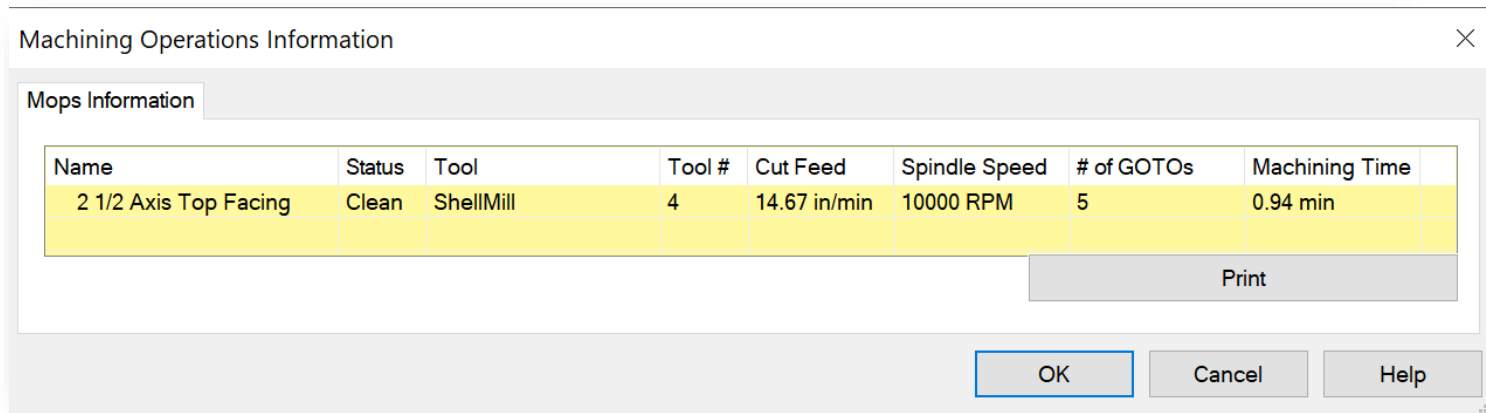 Machining Operations Information
Mops Information
Name Status Tool Tool # Cut Feed Spindle Speed # of GOTOs Machining Time
2 1/2 Axis Top Facing Clean ShellMill 4 14.67 in/min 10000 RPM 5 0.94 min
Print
OK Cancel Help